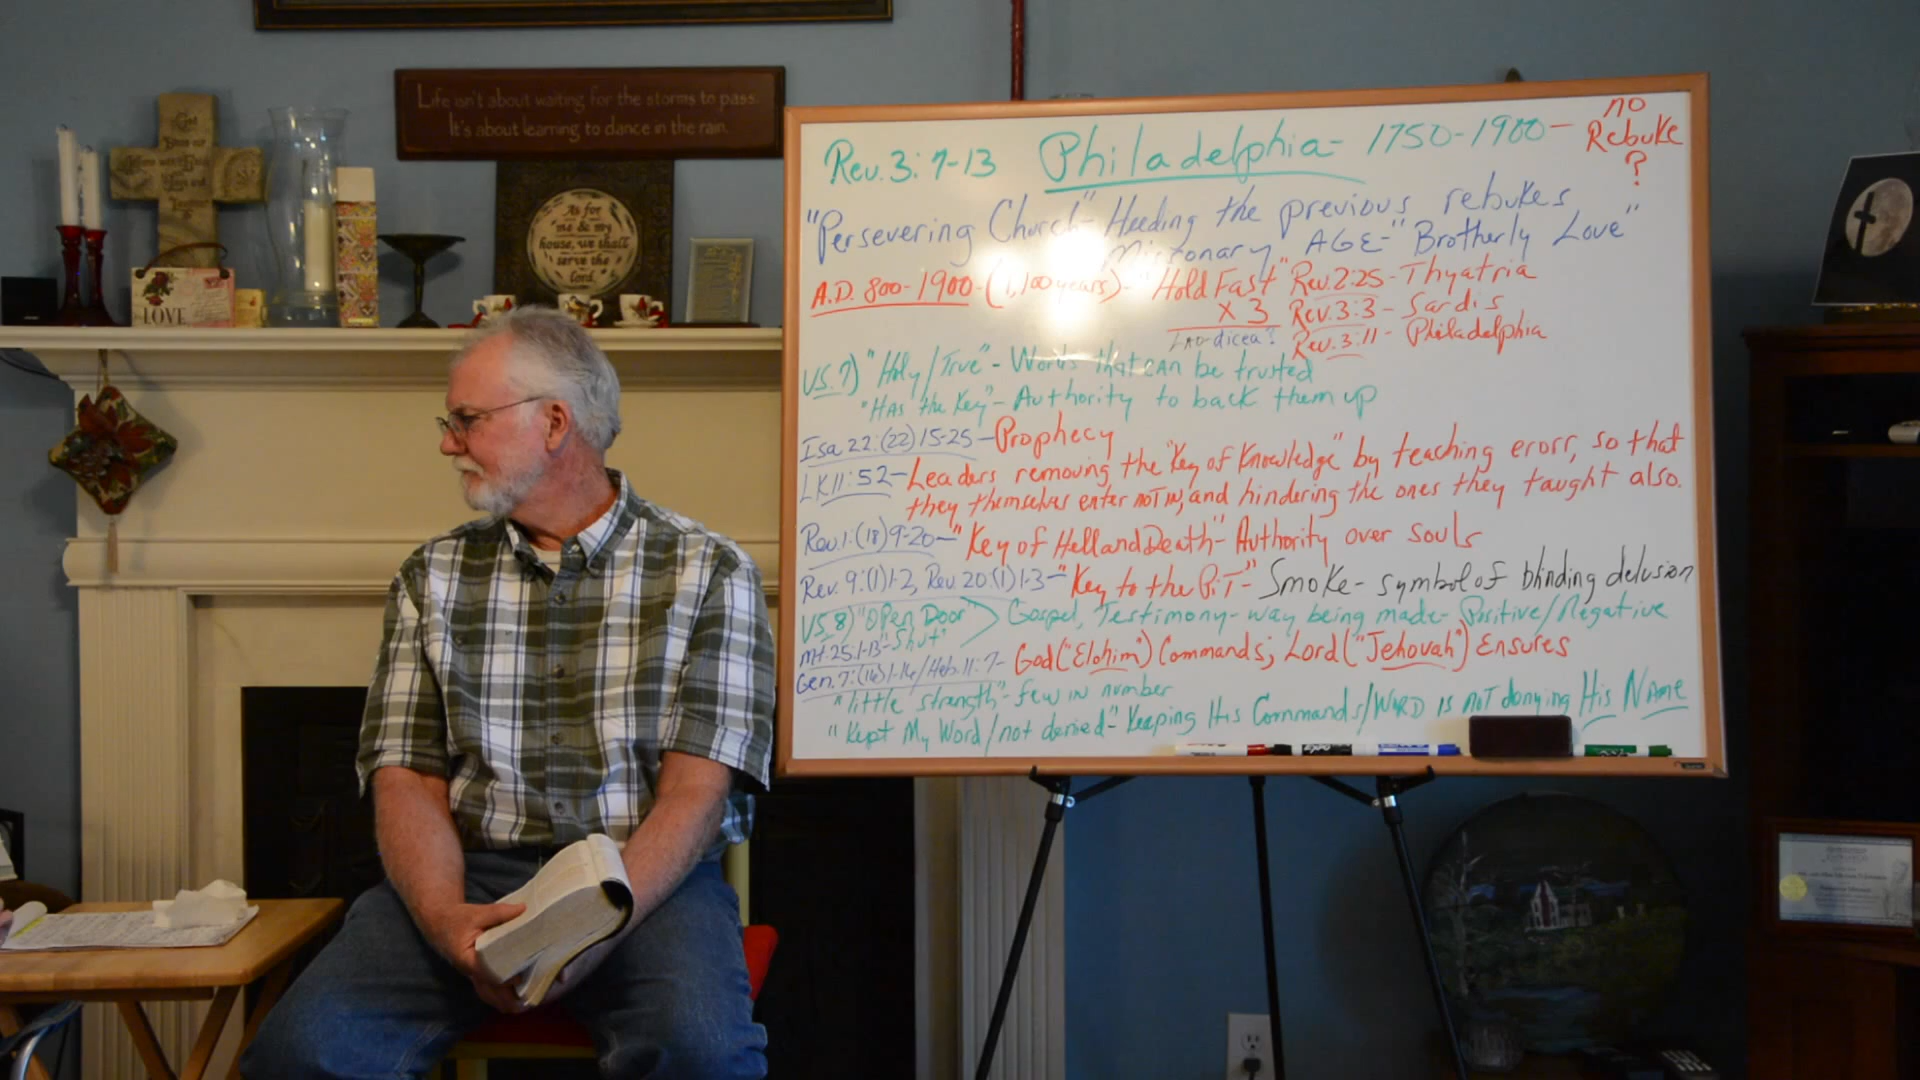 Life isn't about waiting for the storms to pass.
It's about learning to dance in the rain.
God
Bless our
LOVE
As for
me & my
house, we shall
serve the
lord.
Rev. 3:7-13 Philadelphia- 1750-1900- no
Rebuke
?
"Persevering Church" Heeding the previous rebukes
Missionary AGE- "Brotherly Love"
A.D. 800-1900-(1,100 years)- "Hold Fast" Rev. 2:25- Thyatria
X 3 Rev. 3:3 - Sardis
Lao-dicea? Rev. 3:11 - Philadelphia
VS. 7) "Holy/True" - Words that can be trusted
"HAS the Key" - Authority to back them up
Isa 22:(22)15-25-Prophecy
LK 11:52-Leaders removing the "Key of Knowledge" by teaching erorr, so that
they themselves enter not in, and hindering the ones they taught also.
Rev. 1:(18)9-20-"Key of Hell and Death"- Authority over souls
Rev. 9:(1)1-2, Rev. 20:(1)1-3-"Key to the PiT"- Smoke- symbol of blinding delusion
VS. 8) "OPen Door" > Gospel, Testimony- way being made- Positive/Negative
Mt. 25:1-13-"Shut"
Gen. 7:(16)1-16/Heb. 11:7- God("Elohim") Commands; Lord("Jehovah") Ensures
"little strength"- few in number
"Kept My Word/not denied"- Keeping His Commands/WORD is not denying His NAME
EXPO